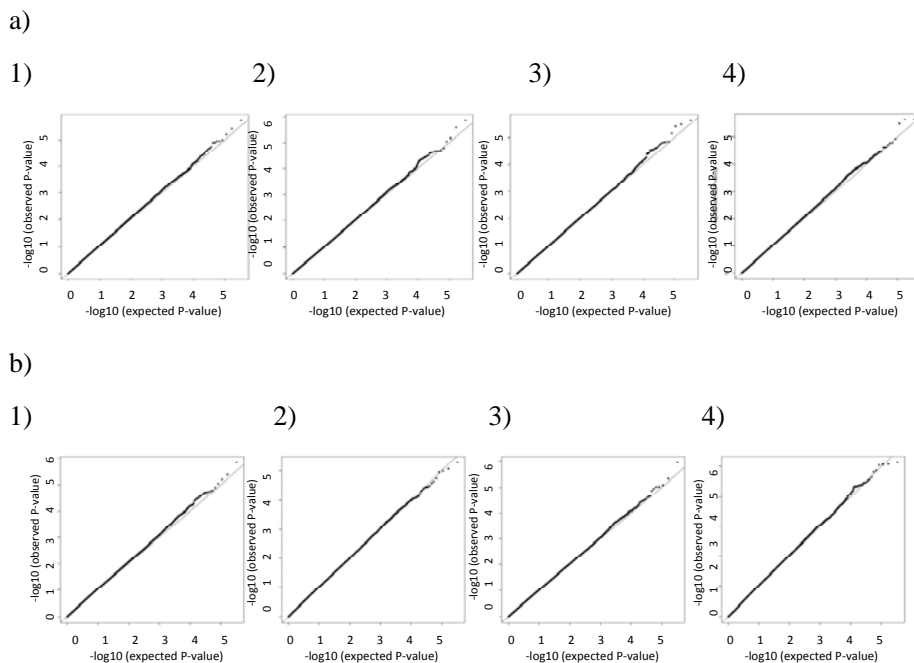 a)
1) 2) 3) 4)
-log10 (observed P-value)
0 1 2 3 4 5
0 1 2 3 4 5
-log10 (expected P-value)
-log10 (observed P-value)
0 1 2 3 4 5 6
0 1 2 3 4 5
-log10 (expected P-value)
-log10 (observed P-value)
0 1 2 3 4 5
0 1 2 3 4 5
-log10 (expected P-value)
-log10 (observed P-value)
0 1 2 3 4 5
0 1 2 3 4 5
-log10 (expected P-value)
b)
1) 2) 3) 4)
-log10 (observed P-value)
0 1 2 3 4 5 6
0 1 2 3 4 5
-log10 (expected P-value)
-log10 (observed P-value)
0 1 2 3 4 5
0 1 2 3 4 5
-log10 (expected P-value)
-log10 (observed P-value)
0 1 2 3 4 5 6
0 1 2 3 4 5
-log10 (expected P-value)
-log10 (observed P-value)
0 1 2 3 4 5 6
0 1 2 3 4 5
-log10 (expected P-value)